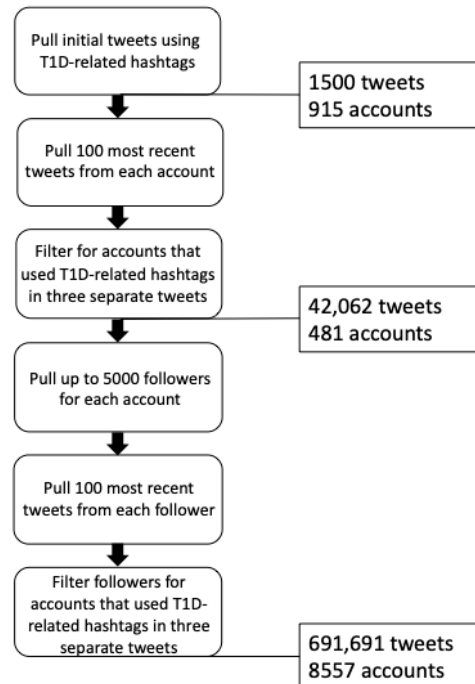 Pull initial tweets using
T1D-related hashtags
1500 tweets
915 accounts
Pull 100 most recent
tweets from each account
Filter for accounts that
used T1D-related hashtags
in three separate tweets
42,062 tweets
481 accounts
Pull up to 5000 followers
for each account
Pull 100 most recent
tweets from each follower
Filter followers for
accounts that used T1D-
related hashtags in three
separate tweets
691,691 tweets
8557 accounts